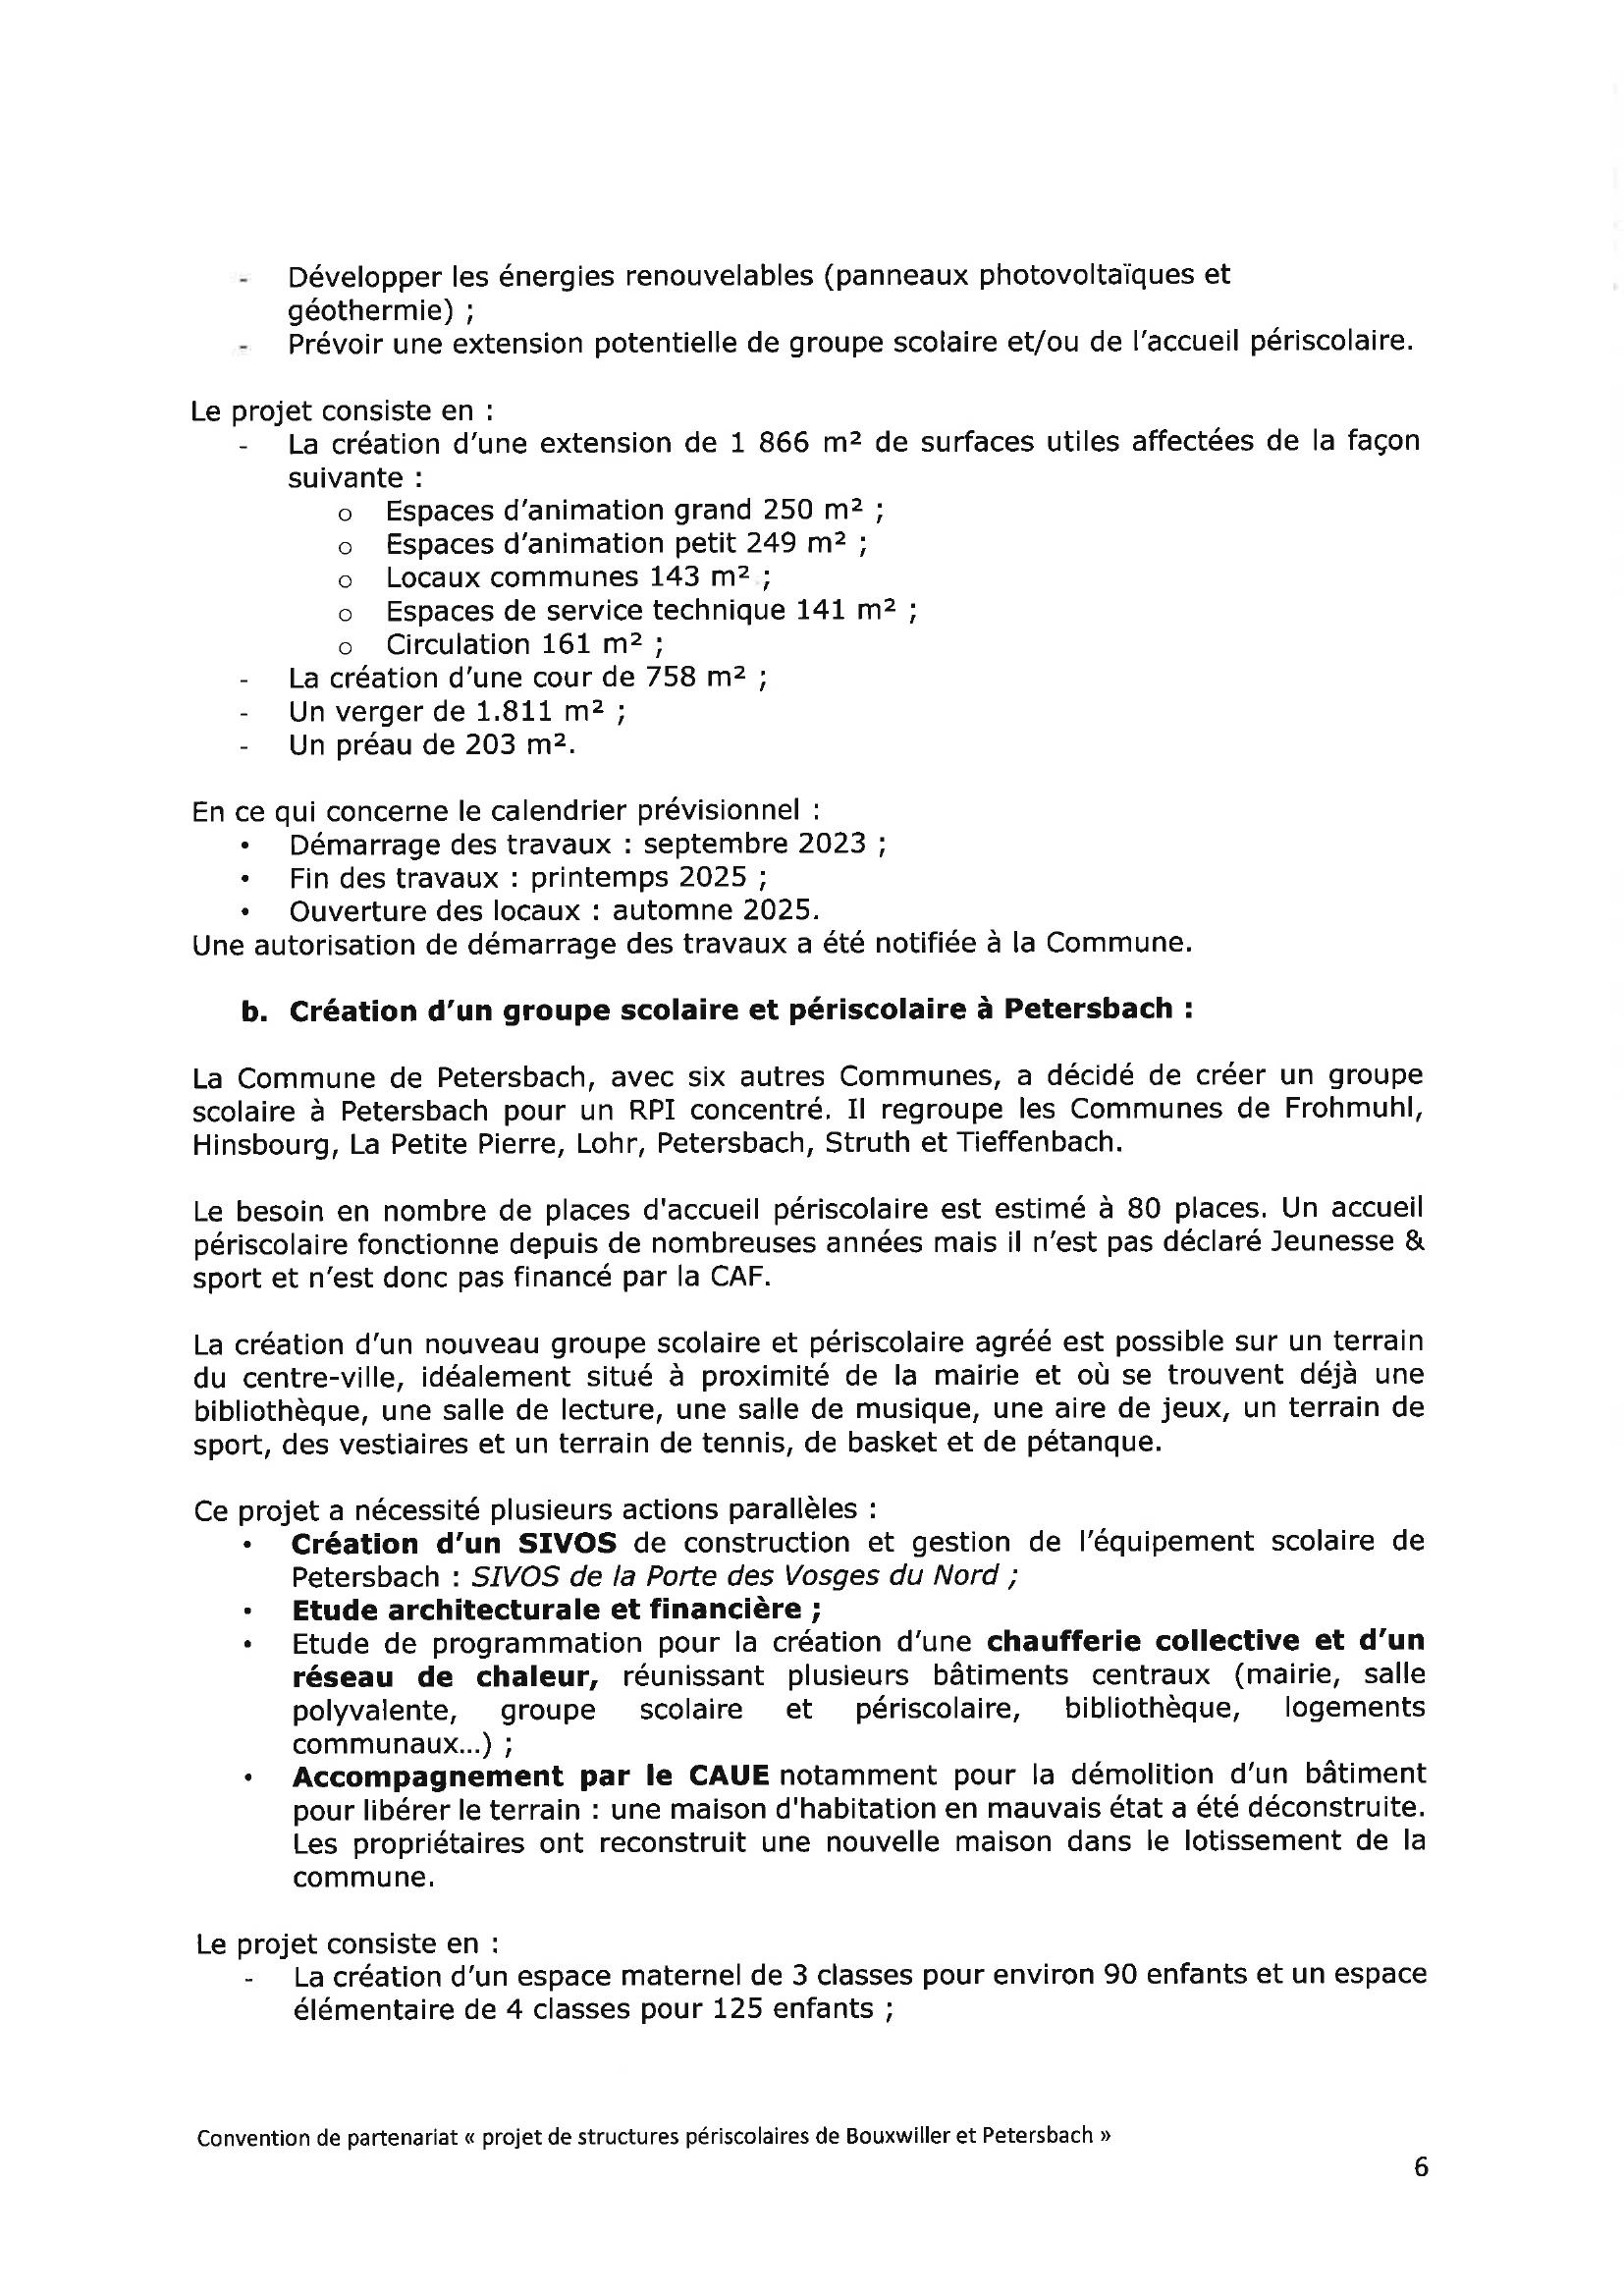 - Développer les énergies renouvelables (panneaux photovoltaïques et
géothermie) ;
- Prévoir une extension potentielle de groupe scolaire et/ou de l'accueil périscolaire.
Le projet consiste en :
- La création d'une extension de 1 866 m² de surfaces utiles affectées de la façon
suivante :
o Espaces d'animation grand 250 m² ;
o Espaces d'animation petit 249 m² ;
o Locaux communes 143 m² ;
o Espaces de service technique 141 m² ;
o Circulation 161 m² ;
- La création d'une cour de 758 m² ;
- Un verger de 1.811 m² ;
- Un préau de 203 m².
En ce qui concerne le calendrier prévisionnel :
• Démarrage des travaux : septembre 2023 ;
• Fin des travaux : printemps 2025 ;
• Ouverture des locaux : automne 2025.
Une autorisation de démarrage des travaux a été notifiée à la Commune.
b. Création d'un groupe scolaire et périscolaire à Petersbach :
La Commune de Petersbach, avec six autres Communes, a décidé de créer un groupe
scolaire à Petersbach pour un RPI concentré. Il regroupe les Communes de Frohmuhl,
Hinsbourg, La Petite Pierre, Lohr, Petersbach, Struth et Tieffenbach.
Le besoin en nombre de places d'accueil périscolaire est estimé à 80 places. Un accueil
périscolaire fonctionne depuis de nombreuses années mais il n'est pas déclaré Jeunesse &
sport et n'est donc pas financé par la CAF.
La création d'un nouveau groupe scolaire et périscolaire agréé est possible sur un terrain
du centre-ville, idéalement situé à proximité de la mairie et où se trouvent déjà une
bibliothèque, une salle de lecture, une salle de musique, une aire de jeux, un terrain de
sport, des vestiaires et un terrain de tennis, de basket et de pétanque.
Ce projet a nécessité plusieurs actions parallèles :
• Création d'un SIVOS de construction et gestion de l'équipement scolaire de
Petersbach : SIVOS de la Porte des Vosges du Nord ;
• Etude architecturale et financière ;
• Etude de programmation pour la création d'une chaufferie collective et d'un
réseau de chaleur, réunissant plusieurs bâtiments centraux (mairie, salle
polyvalente, groupe scolaire et périscolaire, bibliothèque, logements
communaux...) ;
• Accompagnement par le CAUE notamment pour la démolition d'un bâtiment
pour libérer le terrain : une maison d'habitation en mauvais état a été déconstruite.
Les propriétaires ont reconstruit une nouvelle maison dans le lotissement de la
commune.
Le projet consiste en :
- La création d'un espace maternel de 3 classes pour environ 90 enfants et un espace
élémentaire de 4 classes pour 125 enfants ;
Convention de partenariat « projet de structures périscolaires de Bouxwiller et Petersbach »
6